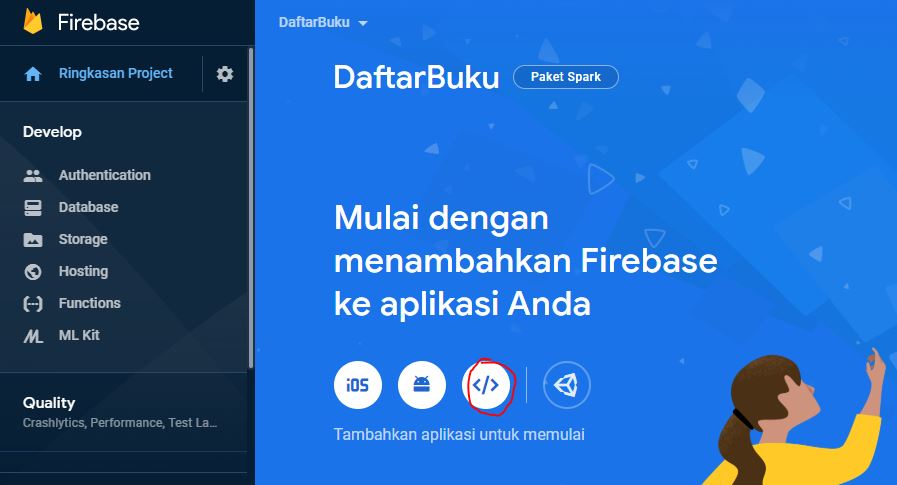 Firebase
Ringkasan Project
Develop
Authentication
Database
Storage
Hosting
Functions
ML Kit
Quality
Crashlytics, Performance, Test La...
DaftarBuku
DaftarBuku Paket Spark
Mulai dengan
menambahkan Firebase
ke aplikasi Anda
iOS </>
Tambahkan aplikasi untuk memulai